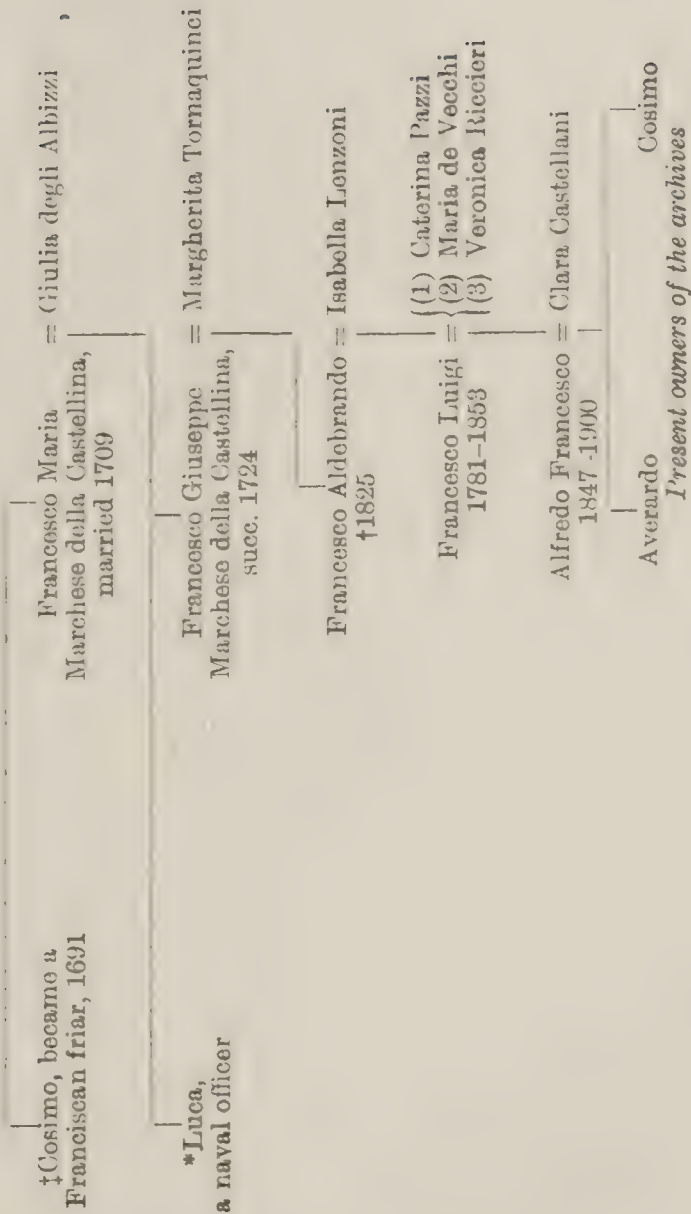 ‡Cosimo, became a
Franciscan friar, 1691
Francesco Maria = Giulia degli Albizzi
Marchese della Castellina,
married 1709
*Luca,
a naval officer
Francesco Giuseppe = Margherita Tornaquinci
Marchese della Castellina,
succ. 1724
Francesco Aldebrando = Isabella Lenzoni
†1825
Francesco Luigi = {(1) Caterina Pazzi
(2) Maria de Vecchi
(3) Veronica Riccieri
1781–1853
Alfredo Francesco = Clara Castellani
1847-1900
Averardo Cosimo
Present owners of the archives